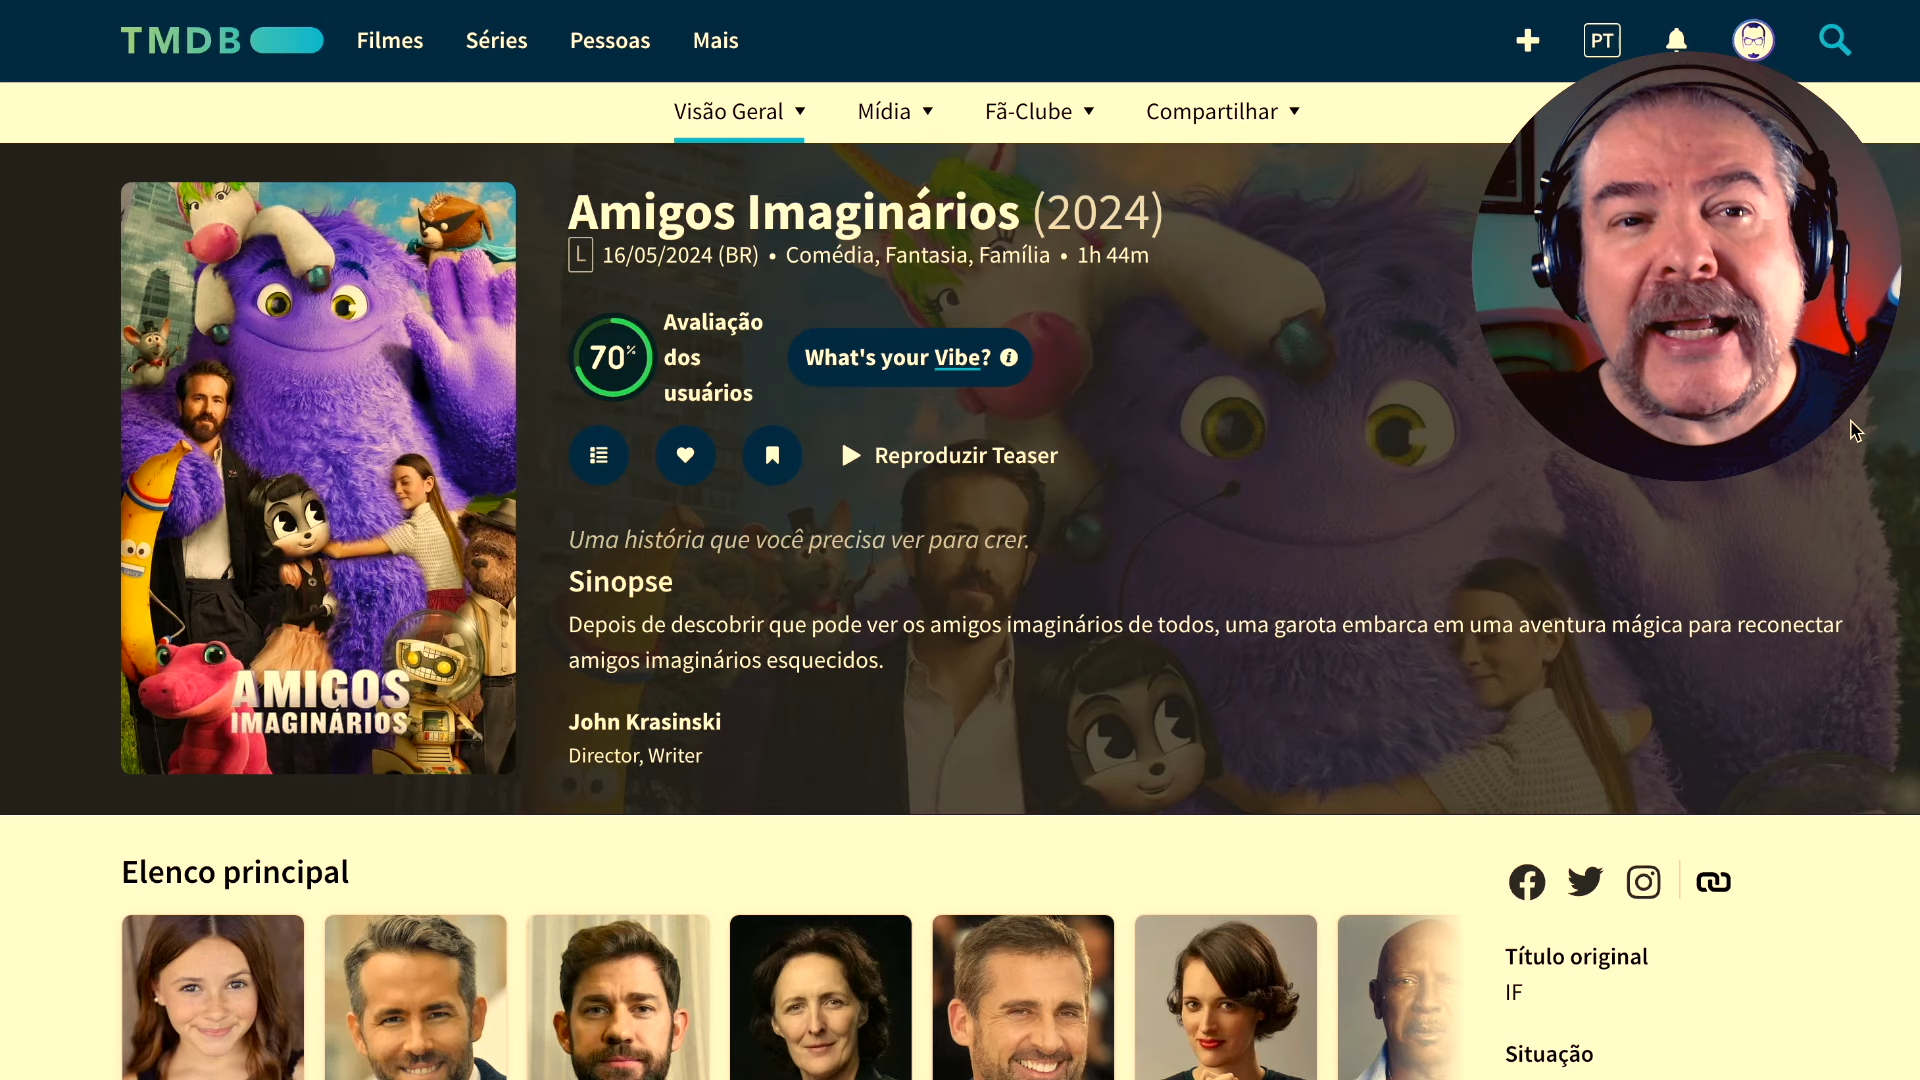 TMDB
Filmes Séries Pessoas Mais
PT
Visão Geral Mídia Fã-Clube Compartilhar
Amigos Imaginários (2024)
L 16/05/2024 (BR) • Comédia, Fantasia, Família • 1h 44m
70%
Avaliação
dos
usuários
What's your Vibe?
Reproduzir Teaser
Uma história que você precisa ver para crer.
Sinopse
Depois de descobrir que pode ver os amigos imaginários de todos, uma garota embarca em uma aventura mágica para reconectar
amigos imaginários esquecidos.
John Krasinski
Director, Writer
AMIGOS
IMAGINÁRIOS
Elenco principal
Título original
IF
Situação